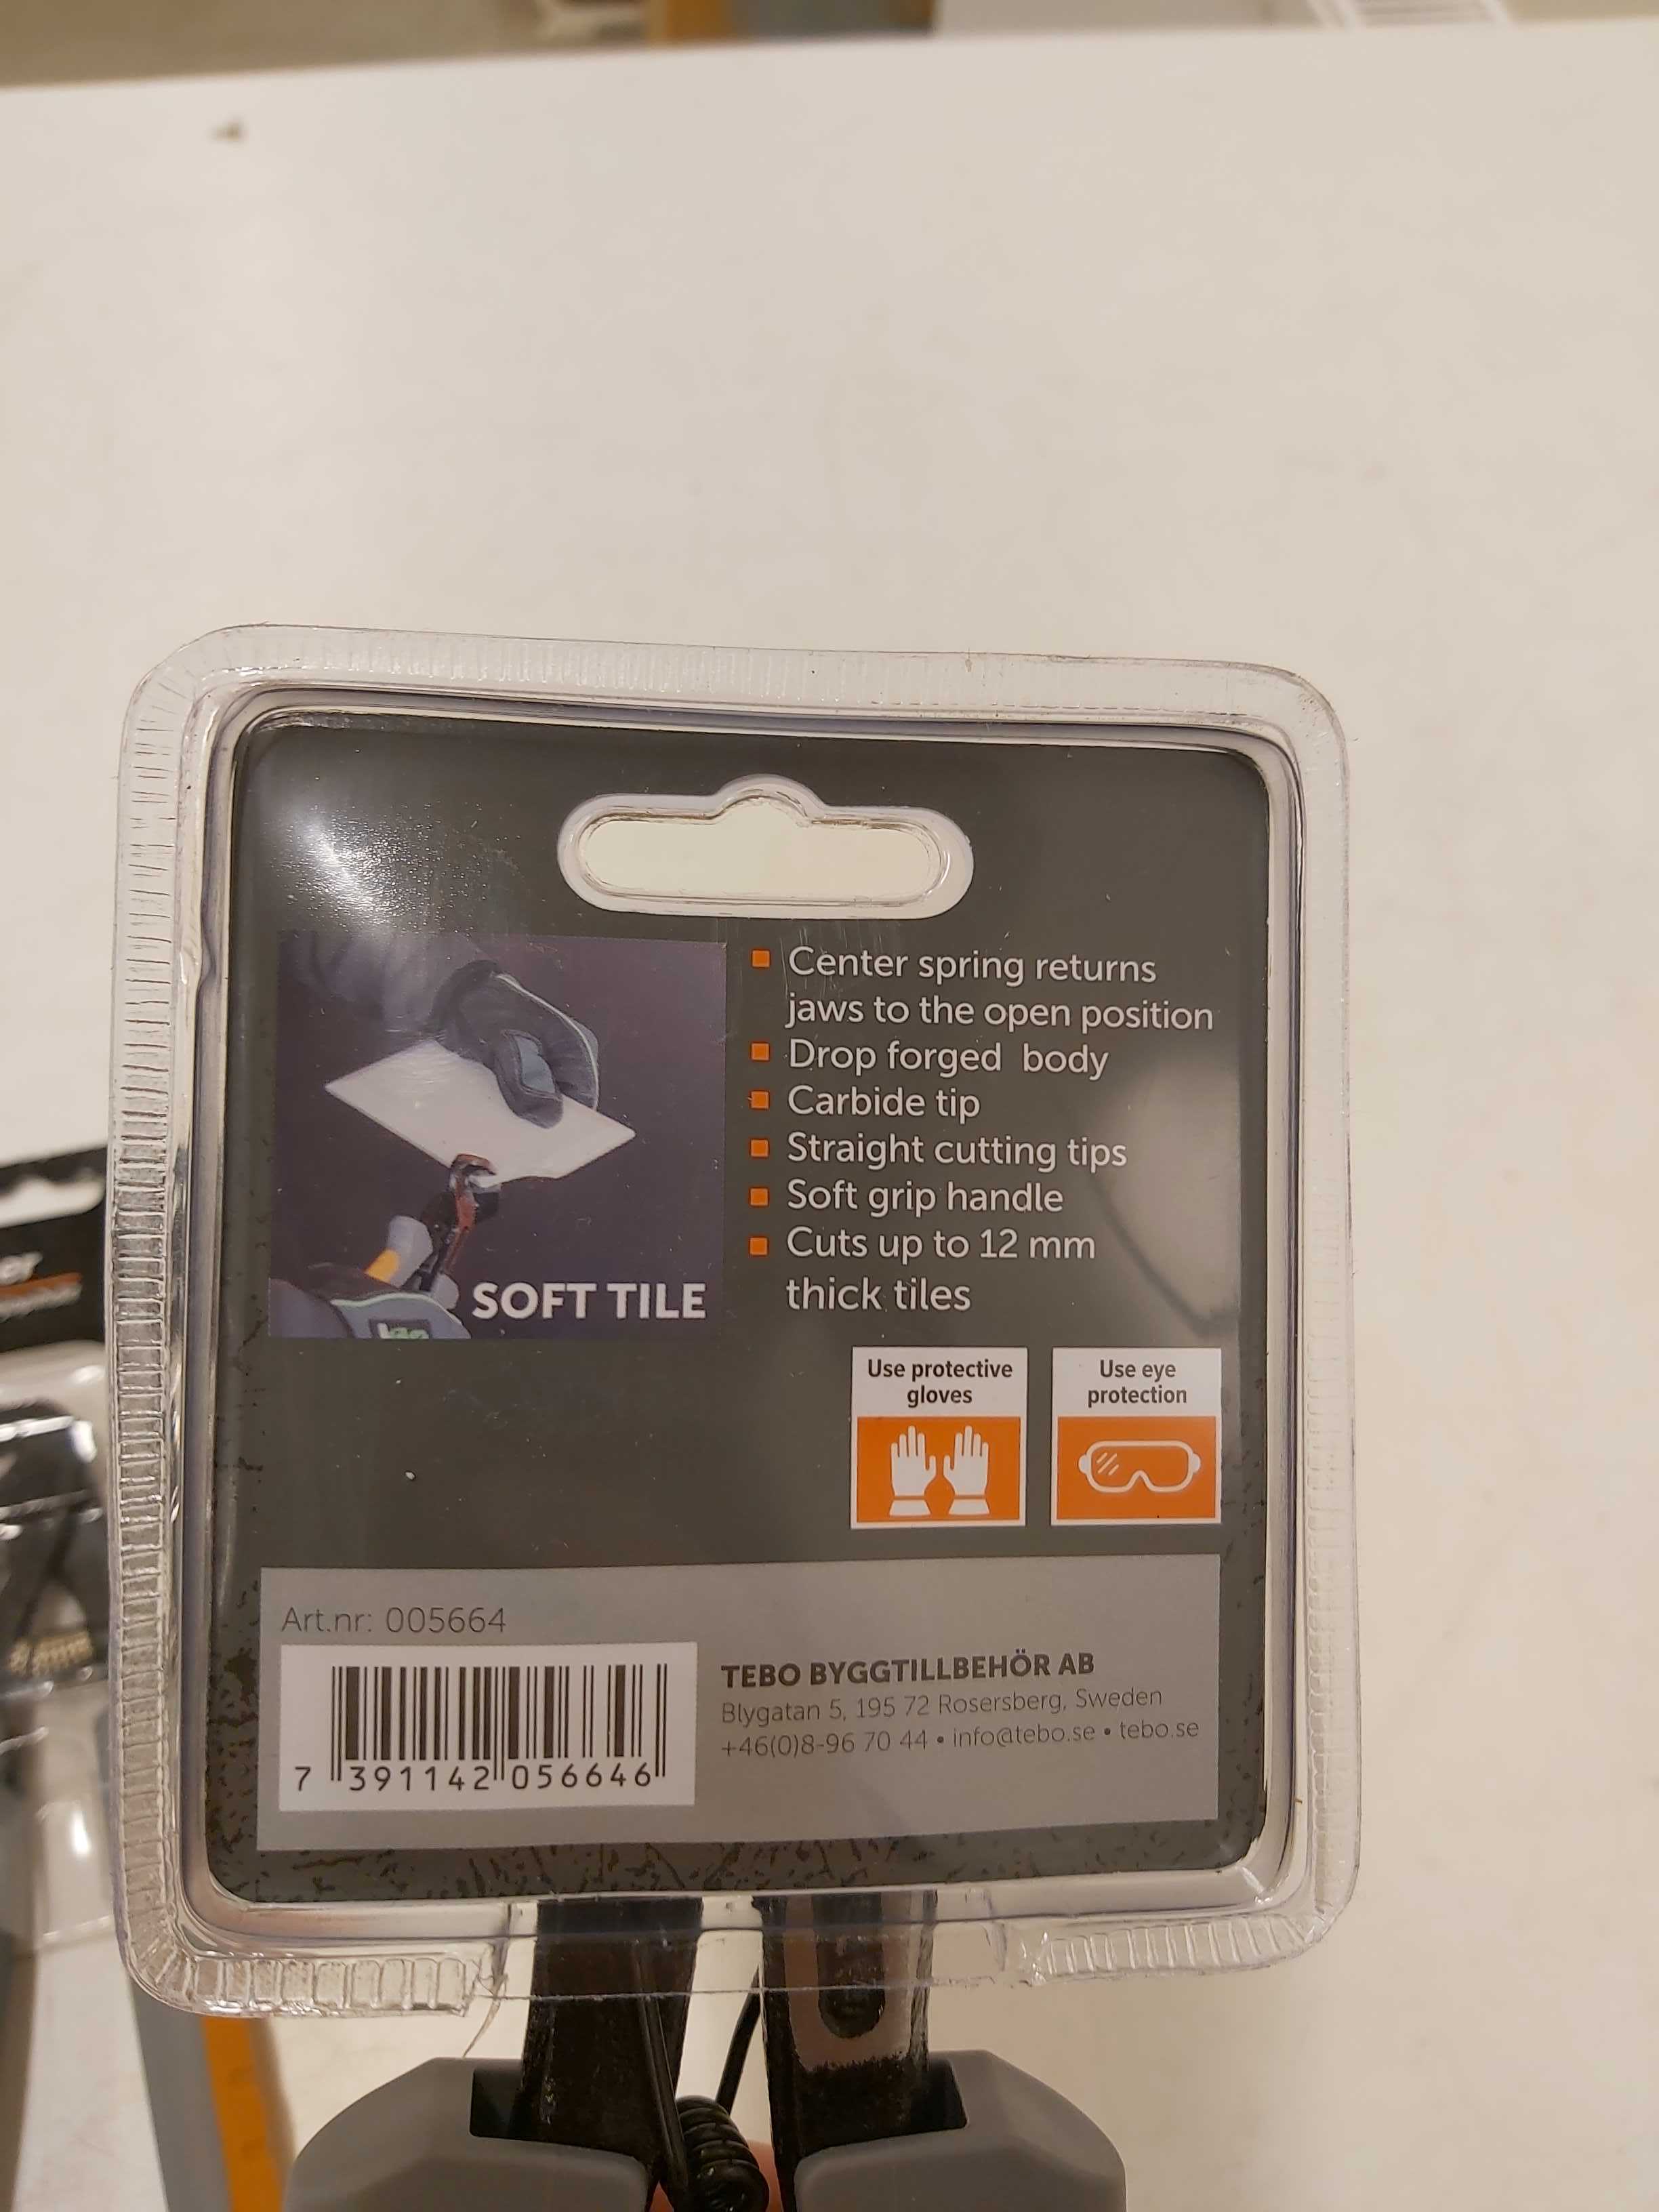 Center spring returns
jaws to the open position
Drop forged body
Carbide tip
Straight cutting tips
Soft grip handle
Cuts up to 12 mm
thick tiles
SOFT TILE
Use protective
gloves
Use eye
protection
Art.nr: 005664
7 391142 056646
TEBO BYGGTILLBEHÖR AB
Blygatan 5, 195 72 Rosersberg, Sweden
+46(0)8-96 70 44 • info@tebo.se • tebo.se